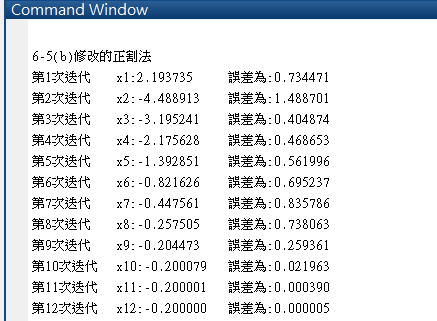 Command Window
6-5(b)修改的正割法
第1次迭代 x1:2.193735 誤差為:0.734471
第2次迭代 x2:-4.488913 誤差為:1.488701
第3次迭代 x3:-3.195241 誤差為:0.404874
第4次迭代 x4:-2.175628 誤差為:0.468653
第5次迭代 x5:-1.392851 誤差為:0.561996
第6次迭代 x6:-0.821626 誤差為:0.695237
第7次迭代 x7:-0.447561 誤差為:0.835786
第8次迭代 x8:-0.257505 誤差為:0.738063
第9次迭代 x9:-0.204473 誤差為:0.259361
第10次迭代 x10:-0.200079 誤差為:0.021963
第11次迭代 x11:-0.200001 誤差為:0.000390
第12次迭代 x12:-0.200000 誤差為:0.000005